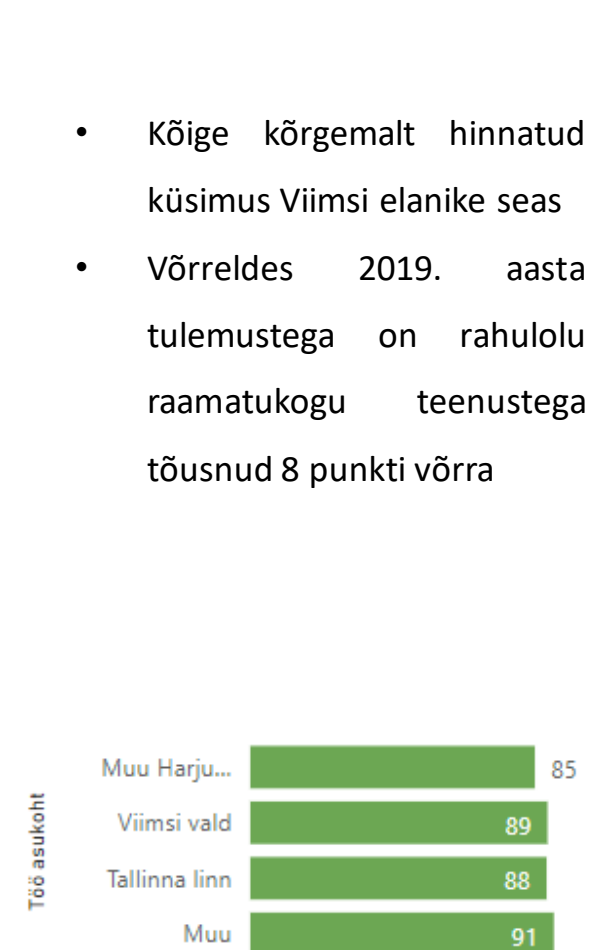 • Kõige kõrgemalt hinnatud
küsimus Viimsi elanike seas
• Võrreldes 2019. aasta
tulemustega on rahulolu
raamatukogu teenustega
tõusnud 8 punkti võrra
Töö asukoht
Muu Harju... 85
Viimsi vald 89
Tallinna linn 88
Muu 91